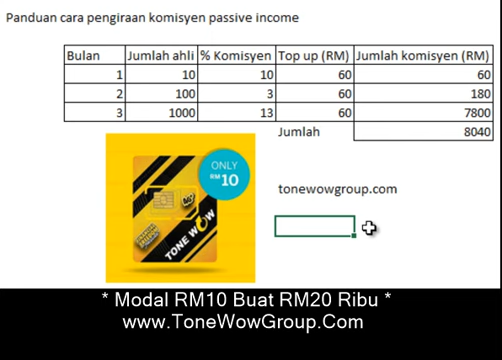 Panduan cara pengiraan komisyen passive income
Bulan Jumlah ahli % Komisyen Top up (RM) Jumlah komisyen (RM)
1 10 10 60 60
2 100 3 60 180
3 1000 13 60 7800
Jumlah 8040
ONLY
RM 10
TONE WOW
tonewowgroup.com
* Modal RM10 Buat RM20 Ribu *
www.ToneWowGroup.Com